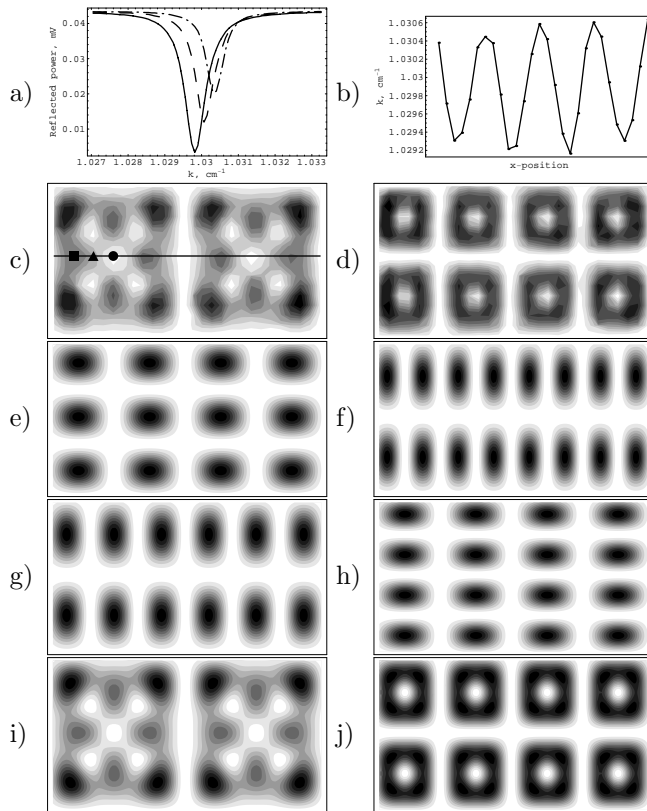 a)
Reflected power, mV
0.04
0.03
0.02
0.01
1.027
1.028
1.029
1.03
1.031
1.032
1.033
k, cm⁻¹
b)
k, cm⁻¹
1.0306
1.0304
1.03
1.0298
1.0296
1.0294
1.0292
x-position
c)
d)
e)
f)
g)
h)
i)
j)